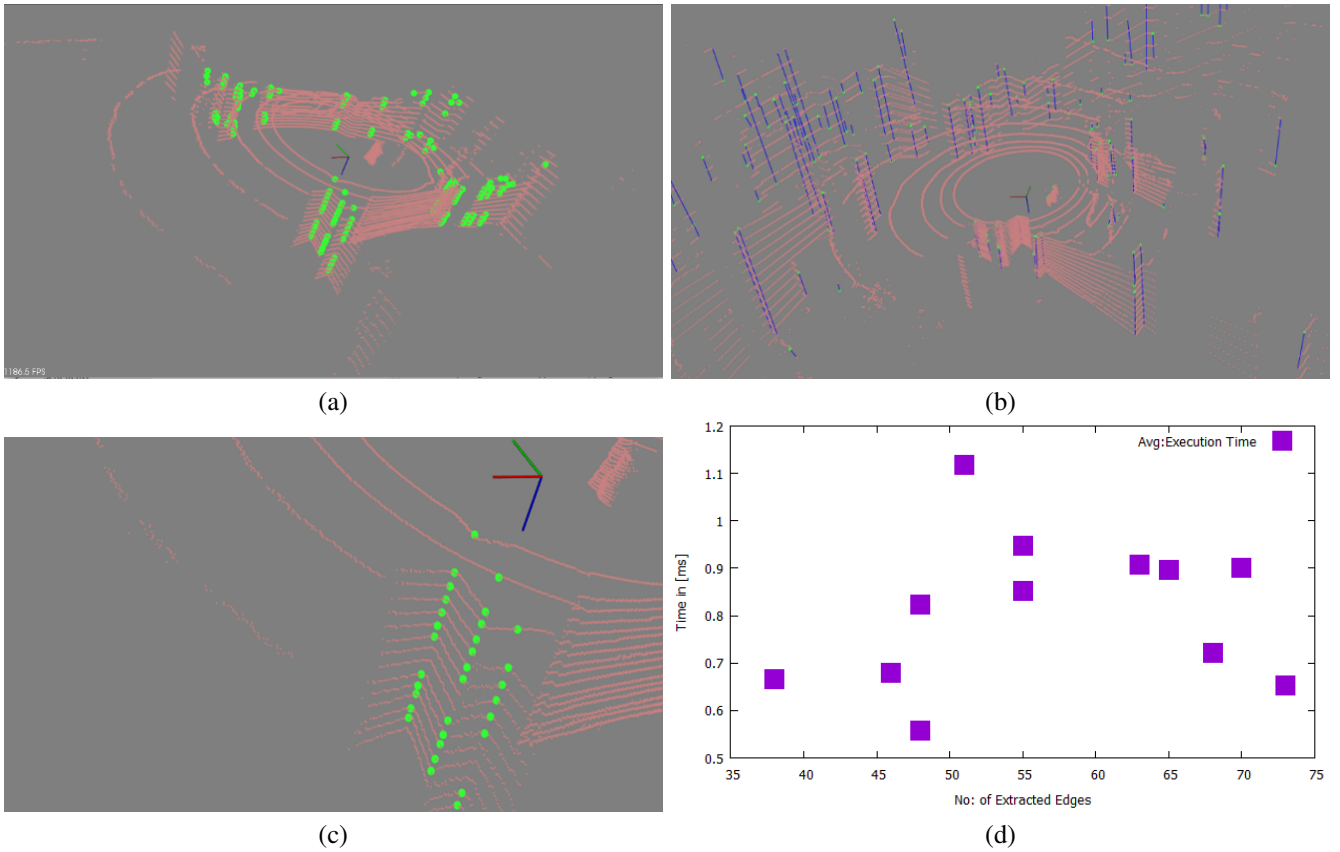 1186.5 FPS
(a)
(b)
(c)
1.2
1.1
1
0.9
0.8
0.7
0.6
0.5
35
40
45
50
55
60
65
70
75
Time in [ms]
No: of Extracted Edges
Avg:Execution Time
(d)